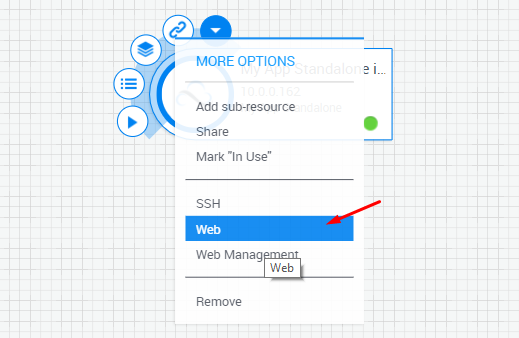 MORE OPTIONS
My App Standalone i...
10.0.0.162
Add sub-resource
Standalone
Share
Mark "In Use"
SSH
Web
Web Management
Web
Remove